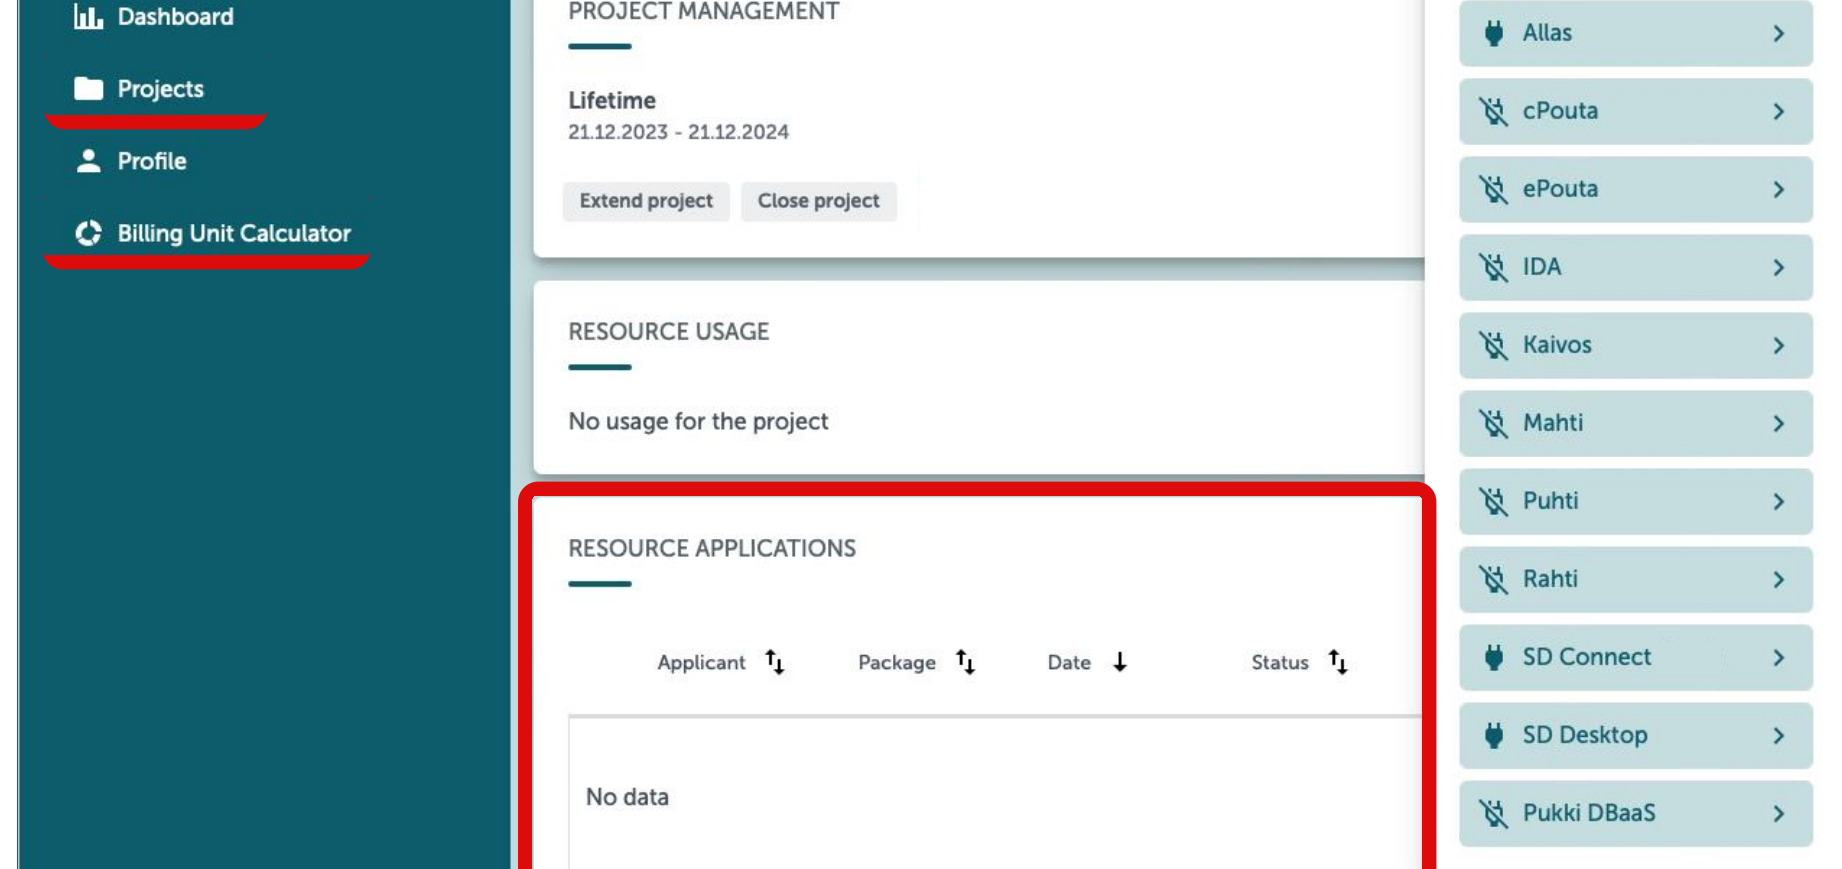 Dashboard
Projects
Profile
Billing Unit Calculator
PROJECT MANAGEMENT
Lifetime
21.12.2023 - 21.12.2024
Extend project
Close project
RESOURCE USAGE
No usage for the project
RESOURCE APPLICATIONS
Applicant Package Date Status
No data
Allas
cPouta
ePouta
IDA
Kaivos
Mahti
Puhti
Rahti
SD Connect
SD Desktop
Pukki DBaaS